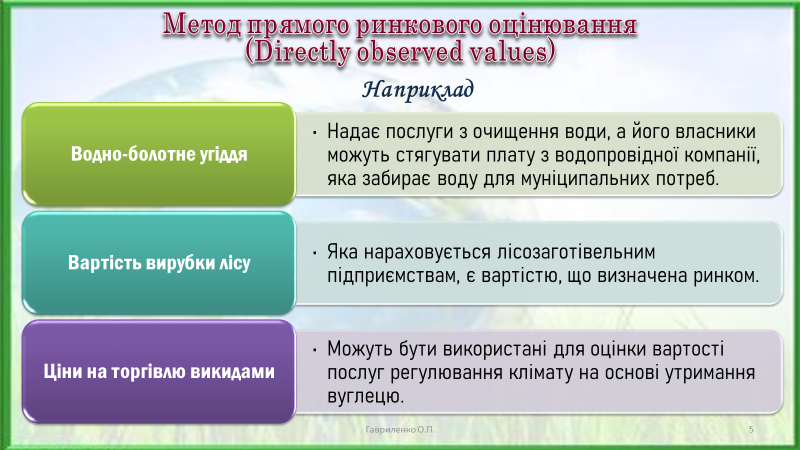 Метод прямого ринкового оцінювання
(Directly observed values)
Наприклад
Водно-болотне угіддя
• Надає послуги з очищення води, а його власники
можуть стягувати плату з водопровідної компанії,
яка забирає воду для муніципальних потреб.
Вартість вирубки лісу
• Яка нараховується лісозаготівельним
підприємствам, є вартістю, що визначена ринком.
Ціни на торгівлю викидами
• Можуть бути використані для оцінки вартості
послуг регулювання клімату на основі утримання
вуглецю.
Гавриленко О.П.
5